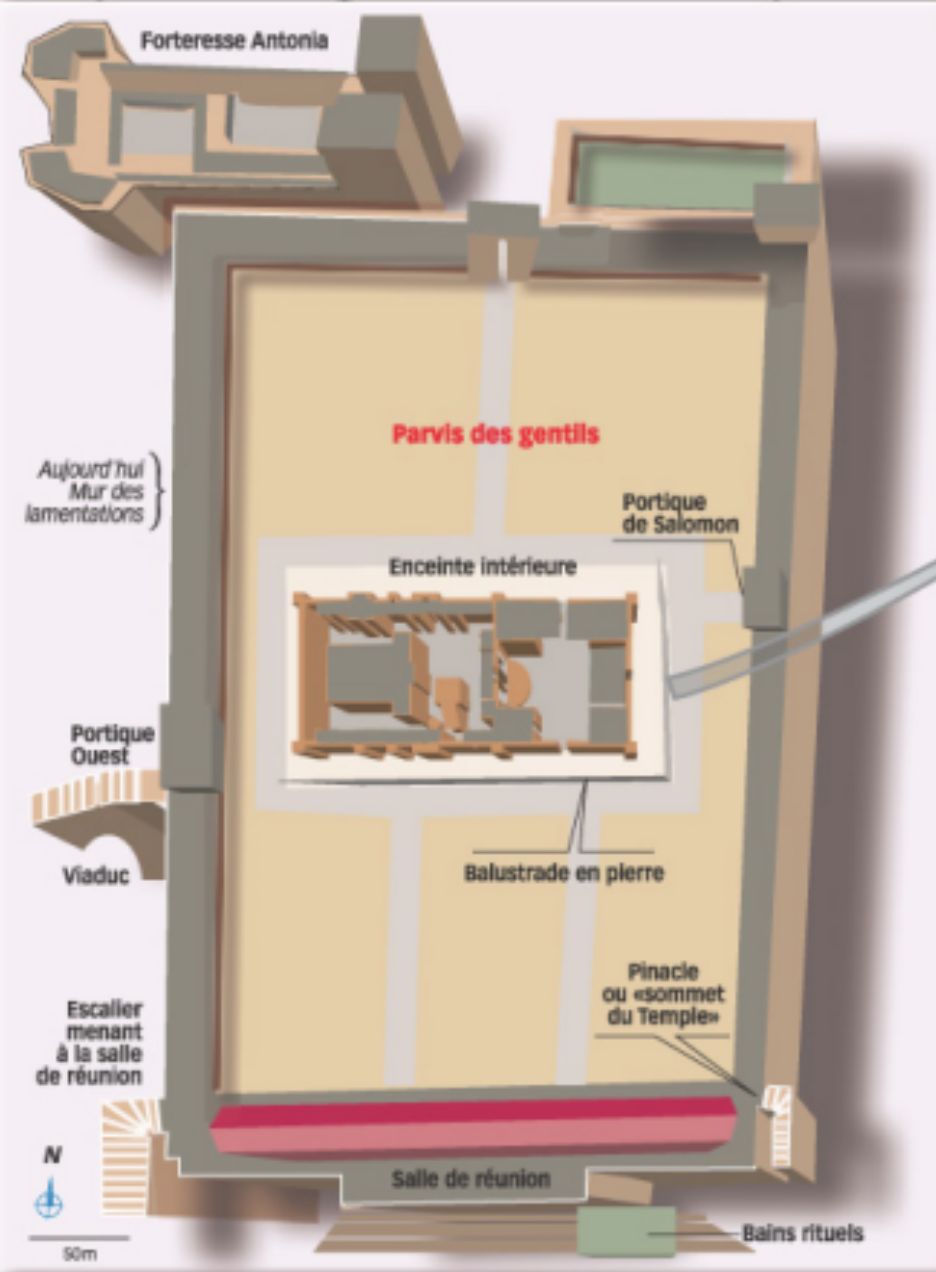 Forteresse Antonia
Parvis des gentils
Aujourd'hui
Mur des
lamentations
Portique
de Salomon
Enceinte intérieure
Portique
Ouest
Viaduc
Balustrade en pierre
Pinacle
ou «sommet
du Temple»
Escalier
menant
à la salle
de réunion
N
50m
Salle de réunion
Bains rituels